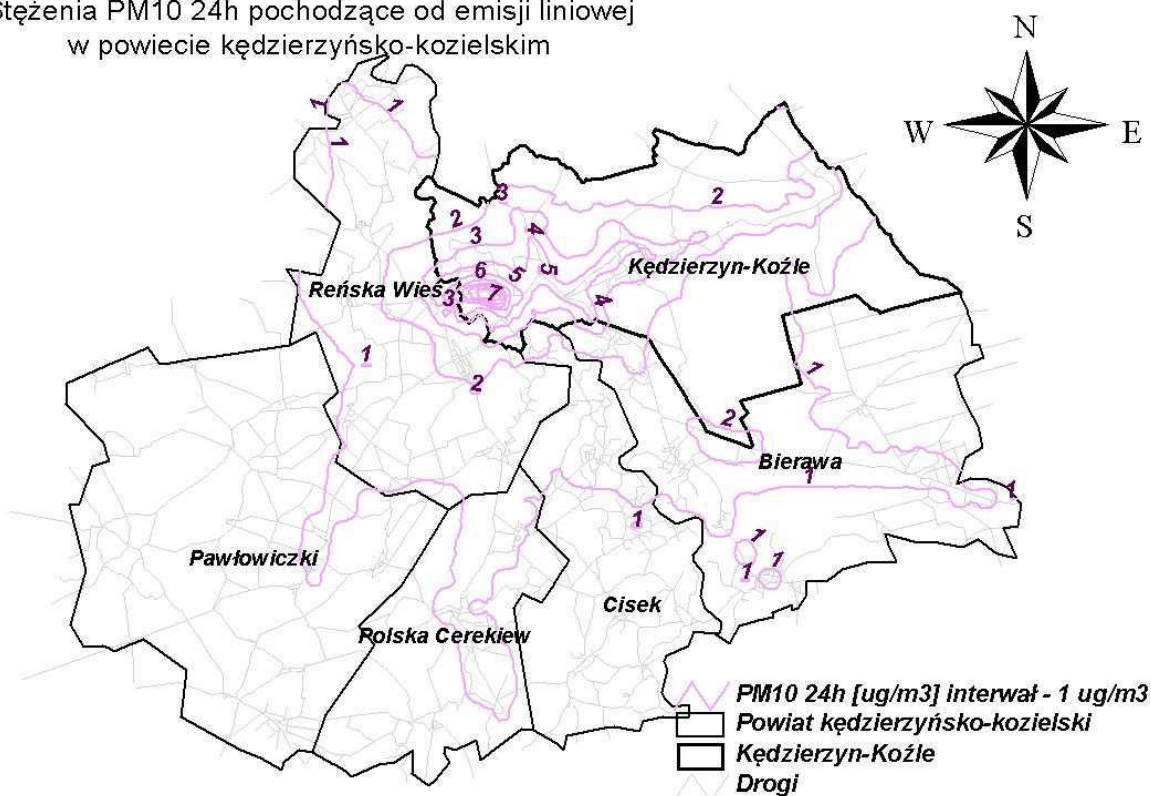 Stężenia PM10 24h pochodzące od emisji liniowej
w powiecie kędzierzyńsko-kozielskim
N
W E
S
1
1
1
3
2
2
4
3
6
5
5
Kędzierzyn-Koźle
Reńska Wieś
3
7
4
1
2
1
2
Bierawa
1
1
1
1
Pawłowiczki
1
1
Cisek
Polska Cerekiew
PM10 24h [ug/m3] interwał - 1 ug/m3
Powiat kędzierzyńsko-kozielski
Kędzierzyn-Koźle
Drogi